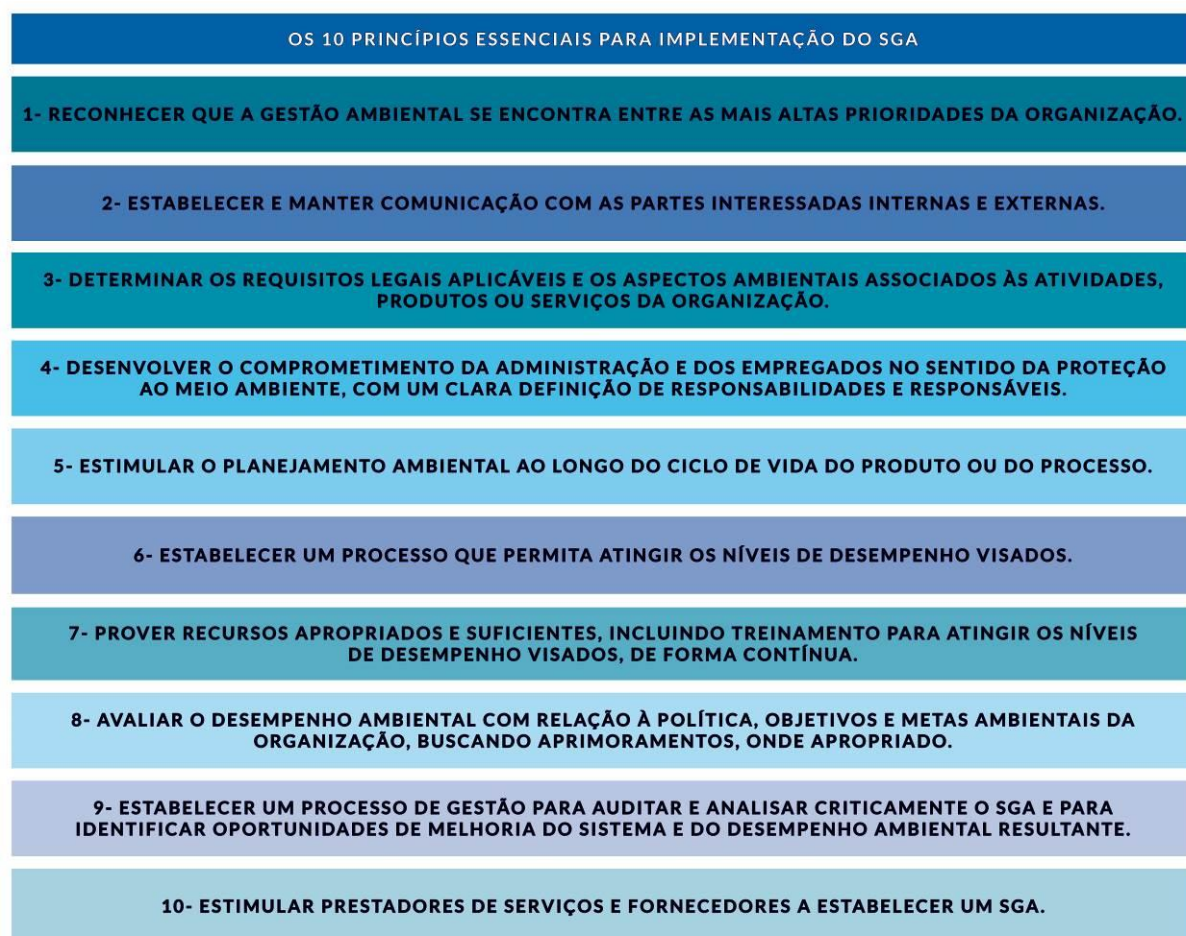 OS 10 PRINCÍPIOS ESSENCIAIS PARA IMPLEMENTAÇÃO DO SGA
1- RECONHECER QUE A GESTÃO AMBIENTAL SE ENCONTRA ENTRE AS MAIS ALTAS PRIORIDADES DA ORGANIZAÇÃO.
2- ESTABELECER E MANTER COMUNICAÇÃO COM AS PARTES INTERESSADAS INTERNAS E EXTERNAS.
3- DETERMINAR OS REQUISITOS LEGAIS APLICÁVEIS E OS ASPECTOS AMBIENTAIS ASSOCIADOS ÀS ATIVIDADES,
PRODUTOS OU SERVIÇOS DA ORGANIZAÇÃO.
4- DESENVOLVER O COMPROMETIMENTO DA ADMINISTRAÇÃO E DOS EMPREGADOS NO SENTIDO DA PROTEÇÃO
AO MEIO AMBIENTE, COM UM CLARA DEFINIÇÃO DE RESPONSABILIDADES E RESPONSÁVEIS.
5- ESTIMULAR O PLANEJAMENTO AMBIENTAL AO LONGO DO CICLO DE VIDA DO PRODUTO OU DO PROCESSO.
6- ESTABELECER UM PROCESSO QUE PERMITA ATINGIR OS NÍVEIS DE DESEMPENHO VISADOS.
7- PROVER RECURSOS APROPRIADOS E SUFICIENTES, INCLUINDO TREINAMENTO PARA ATINGIR OS NÍVEIS
DE DESEMPENHO VISADOS, DE FORMA CONTÍNUA.
8- AVALIAR O DESEMPENHO AMBIENTAL COM RELAÇÃO À POLÍTICA, OBJETIVOS E METAS AMBIENTAIS DA
ORGANIZAÇÃO, BUSCANDO APRIMORAMENTOS, ONDE APROPRIADO.
9- ESTABELECER UM PROCESSO DE GESTÃO PARA AUDITAR E ANALISAR CRITICAMENTE O SGA E PARA
IDENTIFICAR OPORTUNIDADES DE MELHORIA DO SISTEMA E DO DESEMPENHO AMBIENTAL RESULTANTE.
10- ESTIMULAR PRESTADORES DE SERVIÇOS E FORNECEDORES A ESTABELECER UM SGA.